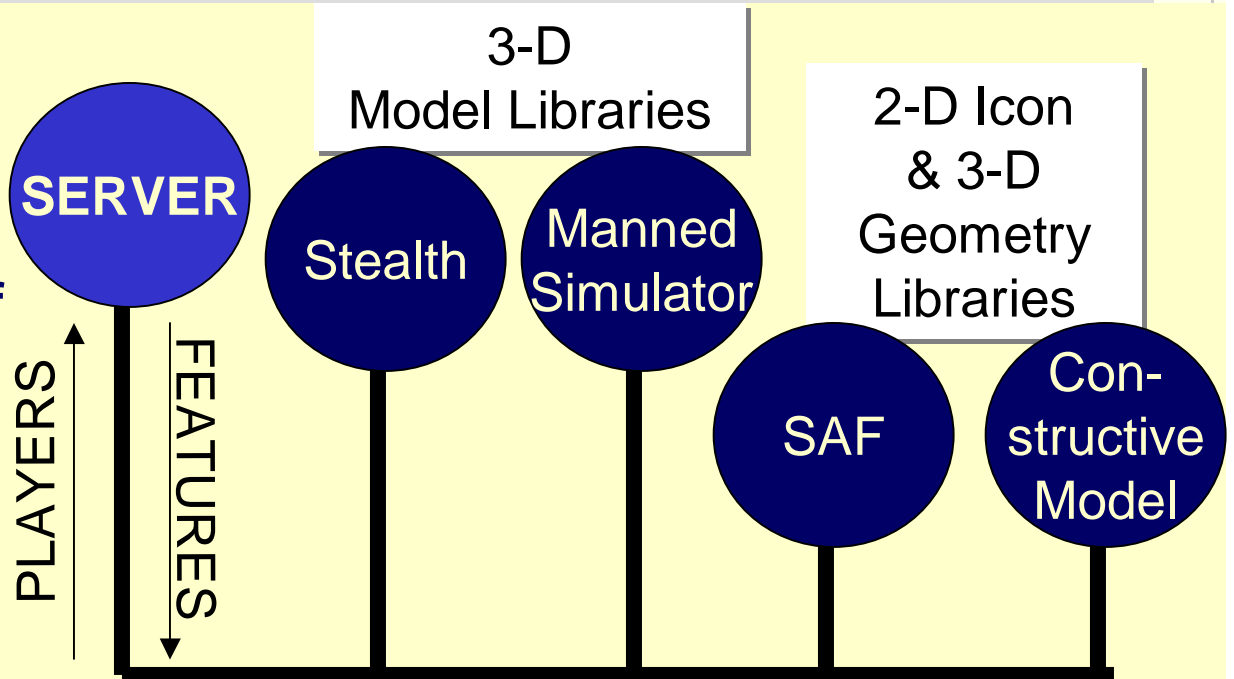 3-D
Model Libraries
2-D Icon
& 3-D
Geometry
Libraries
SERVER
Stealth
Manned
Simulator
SAF
Con-
structive
Model
PLAYERS
FEATURES